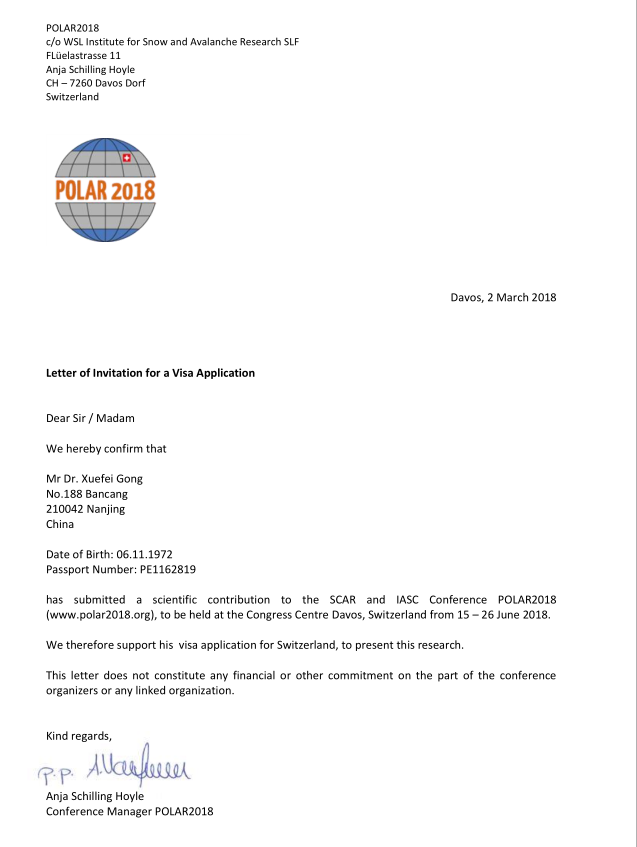 POLAR2018
c/o WSL Institute for Snow and Avalanche Research SLF
FLüelastrasse 11
Anja Schilling Hoyle
CH – 7260 Davos Dorf
Switzerland
POLAR 2018
Davos, 2 March 2018
Letter of Invitation for a Visa Application
Dear Sir / Madam
We hereby confirm that
Mr Dr. Xuefei Gong
No.188 Bancang
210042 Nanjing
China
Date of Birth: 06.11.1972
Passport Number: PE1162819
has submitted a scientific contribution to the SCAR and IASC Conference POLAR2018
(www.polar2018.org), to be held at the Congress Centre Davos, Switzerland from 15 – 26 June 2018.
We therefore support his  visa application for Switzerland, to present this research.
This letter does not constitute any financial or other commitment on the part of the conference
organizers or any linked organization.
Kind regards,
p.p.
Anja Schilling Hoyle
Conference Manager POLAR2018